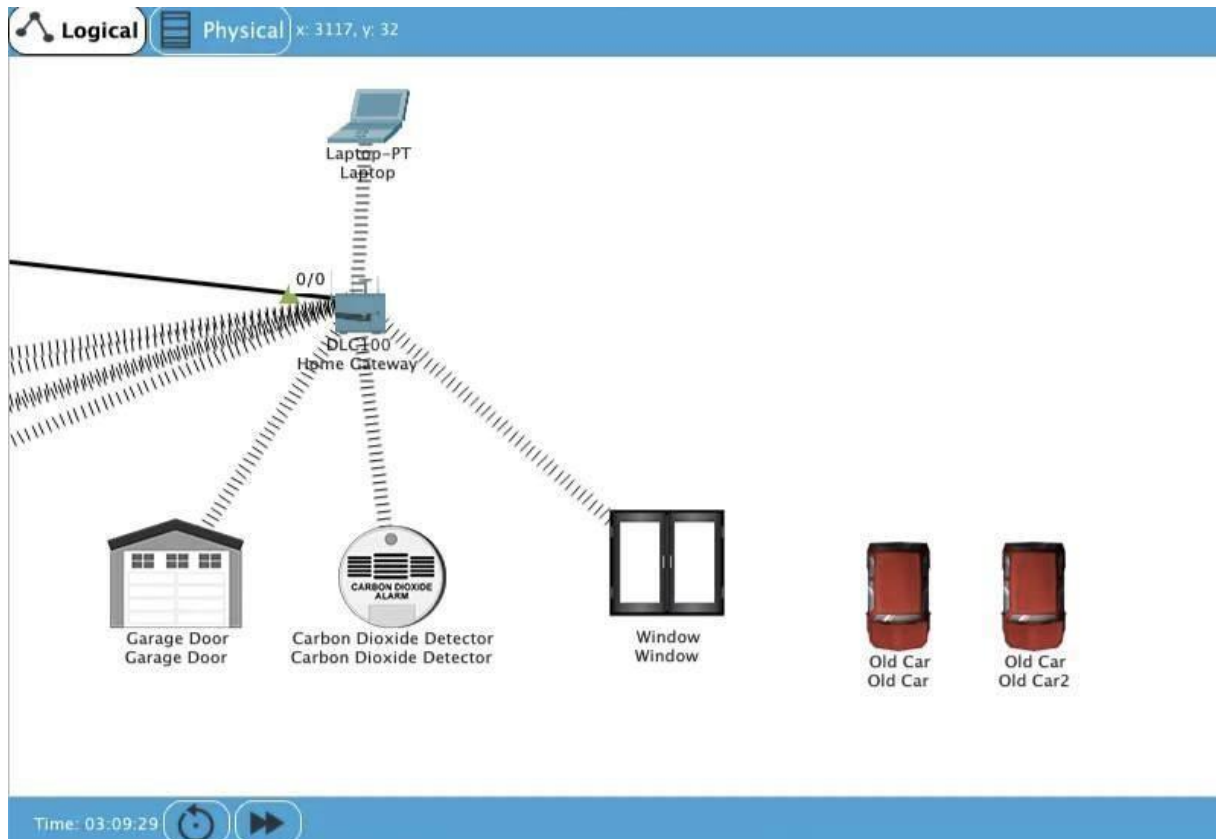 Logical Physical x: 3117, y: 32
Laptop-PT
Laptop
0/0
DLC100
Home Gateway
CARBON DIOXIDE
ALARM
Garage Door
Garage Door
Carbon Dioxide Detector
Carbon Dioxide Detector
Window
Window
Old Car
Old Car
Old Car
Old Car2
Time: 03:09:29